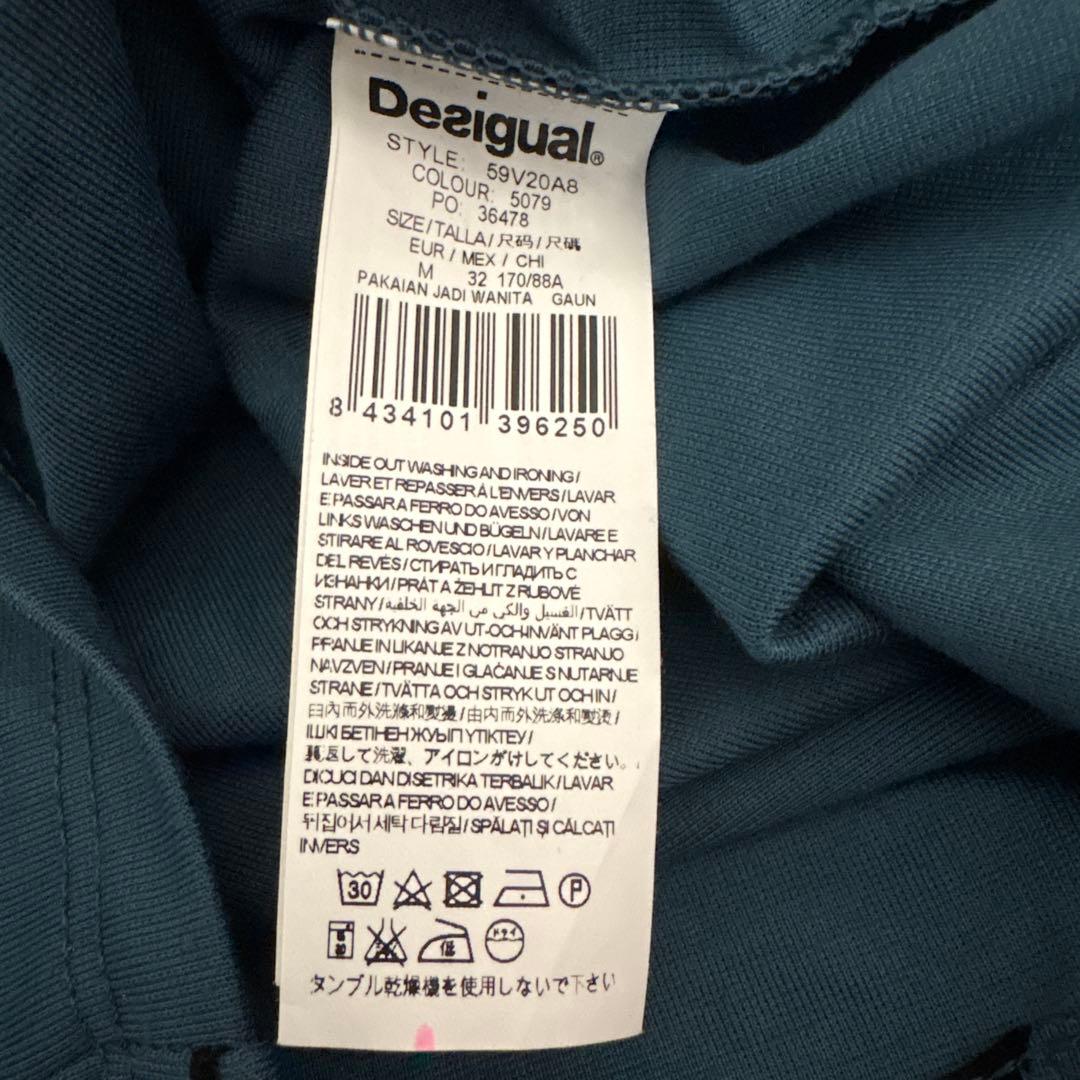 Desigual®
STYLE: 59V20A8
COLOUR: 5079
PO: 36478
SIZE/TALLA/尺码/尺碼
EUR / MEX / CHI
M 32 170/88A
PAKAIAN JADI WANITA GAUN
8 434101 396250
INSIDE OUT WASHING AND IRONING/
LAVER ET REPASSER À L'ENVERS/LAVAR
E PASSAR A FERRO DO AVESSO/VON
LINKS WASCHEN UND BÜGELN/LAVARE E
STIRARE AL ROVESCIO/LAVAR Y PLANCHAR
DEL REVÉS/СТИРАТЬ И ГЛАДИТЬ С
ИЗНАНКИ/PRÁT A ŽEHLIT Z RUBOVÉ
STRANY/الغسيل والكي من الجهة الخلفية/TVÄTT
OCH STRYKNING AV UT-OCH-INVÄNT PLAGG/
PRANJE IN LIKANJE Z NOTRANJO STRANJO
NAVZVEN/PRANJE I GLAČANJE S NUTARNJE
STRANE/TVÄTTA OCH STRYK UT OCH IN/
由內而外洗滌和熨燙/由内而外洗涤和熨烫/
ІШКІ БЕТІНЕН ЖУЫП ҮТІКТЕУ/
裏返して洗濯、アイロンがけしてください。/
DICUCI DAN DISETRIKA TERBALIK/LAVAR
E PASSAR A FERRO DO AVESSO/
뒤집어서 세탁 다림질/SPĂLAȚI ȘI CĂLCAȚI
INVERS
30 P
低 ドライ
タンブル乾燥機を使用しないで下さい